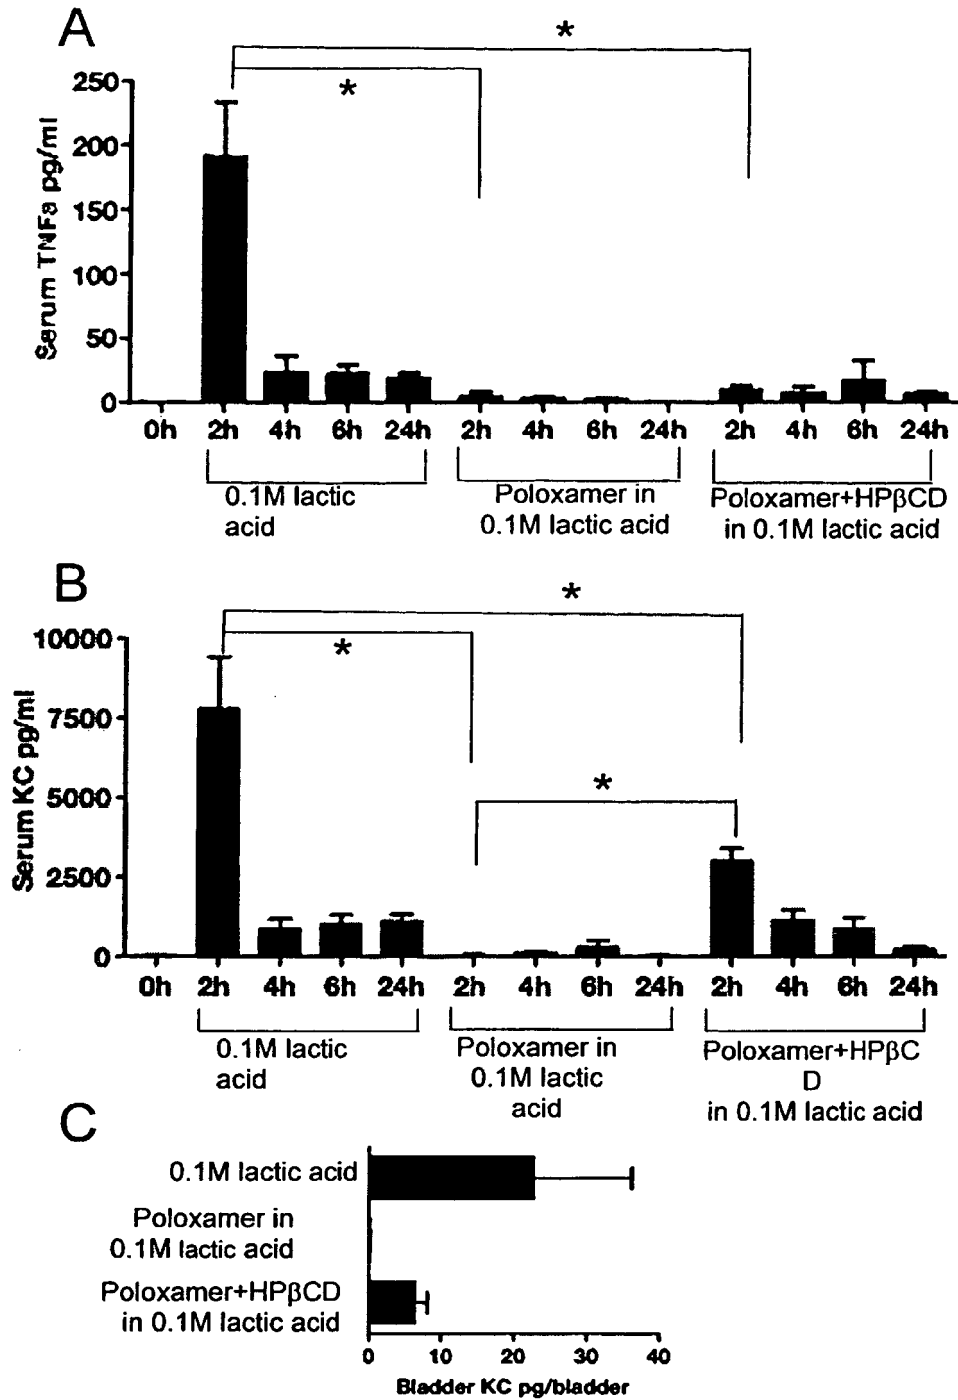 A
*
*
Serum TNFa pg/ml
250
200
150
100
50
0
0h 2h 4h 6h 24h 2h 4h 6h 24h 2h 4h 6h 24h
0.1M lactic
acid
Poloxamer in
0.1M lactic acid
Poloxamer+HPβCD
in 0.1M lactic acid
B
*
*
*
Serum KC pg/ml
10000
7500
5000
2500
0
0h 2h 4h 6h 24h 2h 4h 6h 24h 2h 4h 6h 24h
0.1M lactic
acid
Poloxamer in
0.1M lactic
acid
Poloxamer+HPβC
D
in 0.1M lactic acid
C
0.1M lactic acid
Poloxamer in
0.1M lactic acid
Poloxamer+HPβCD
in 0.1M lactic acid
0 10 20 30 40
Bladder KC pg/bladder